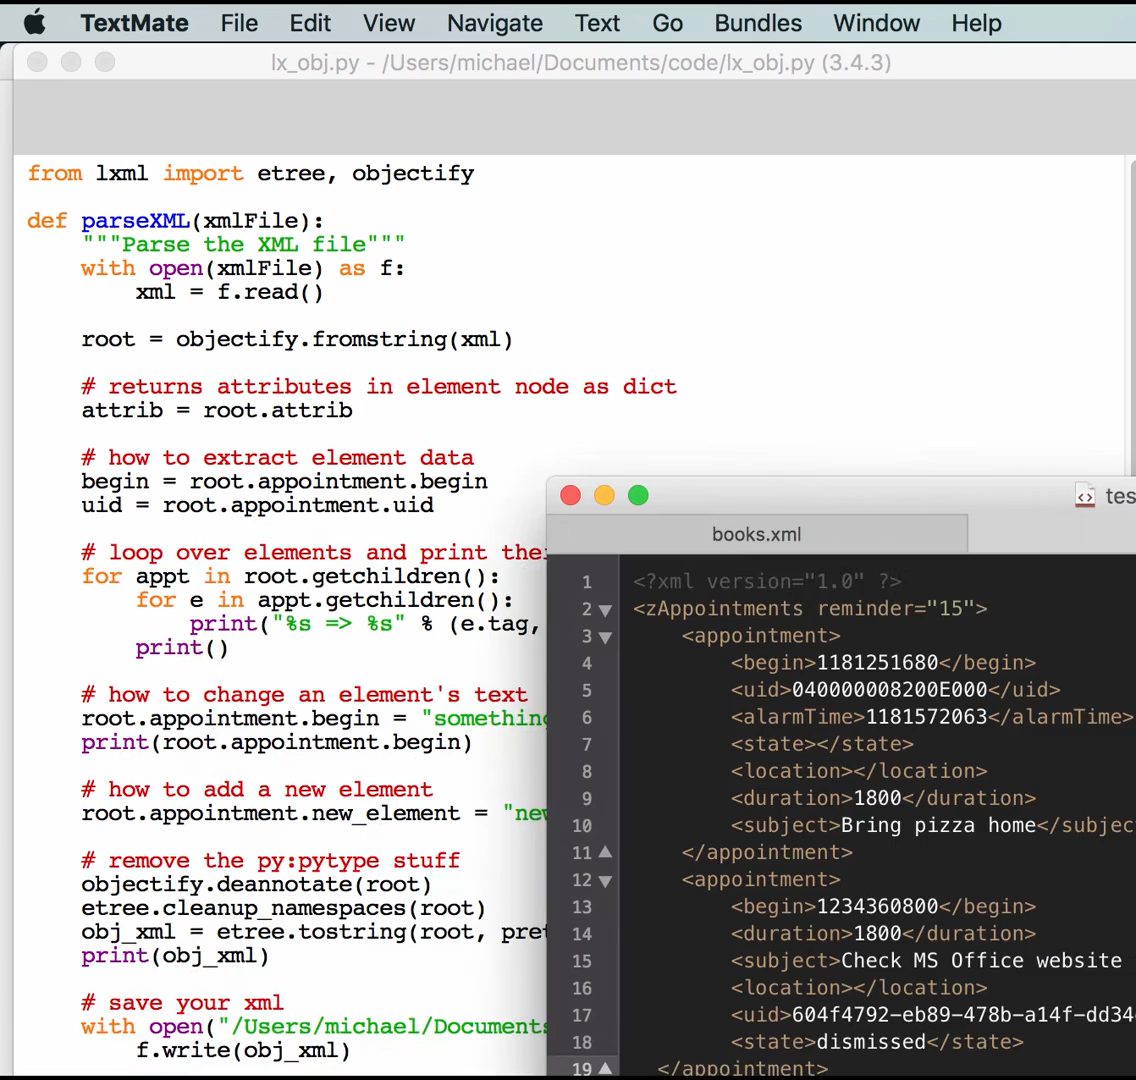 TextMate File Edit View Navigate Text Go Bundles Window Help
lx_obj.py - /Users/michael/Documents/code/lx_obj.py (3.4.3)
from lxml import etree, objectify
def parseXML(xmlFile):
"""Parse the XML file"""
with open(xmlFile) as f:
xml = f.read()
root = objectify.fromstring(xml)
# returns attributes in element node as dict
attrib = root.attrib
# how to extract element data
begin = root.appointment.begin
uid = root.appointment.uid
# loop over elements and print
for appt in root.getchildren():
for e in appt.getchildren():
print("%s => %s" % (e.tag,
print()
# how to change an element's text
root.appointment.begin = "something
print(root.appointment.begin)
# how to add a new element
root.appointment.new_element = "new
# remove the py:pytype stuff
objectify.deannotate(root)
etree.cleanup_namespaces(root)
obj_xml = etree.tostring(root, pret
print(obj_xml)
# save your xml
with open("/Users/michael/Documents
f.write(obj_xml)
tes
books.xml
1 <?xml version="1.0" ?>
2 <zAppointments reminder="15">
3 <appointment>
4 <begin>1181251680</begin>
5 <uid>040000008200E000</uid>
6 <alarmTime>1181572063</alarmTime>
7 <state></state>
8 <location></location>
9 <duration>1800</duration>
10 <subject>Bring pizza home</subjec
11 </appointment>
12 <appointment>
13 <begin>1234360800</begin>
14 <duration>1800</duration>
15 <subject>Check MS Office website
16 <location></location>
17 <uid>604f4792-eb89-478b-a14f-dd34
18 <state>dismissed</state>
19 </appointment>